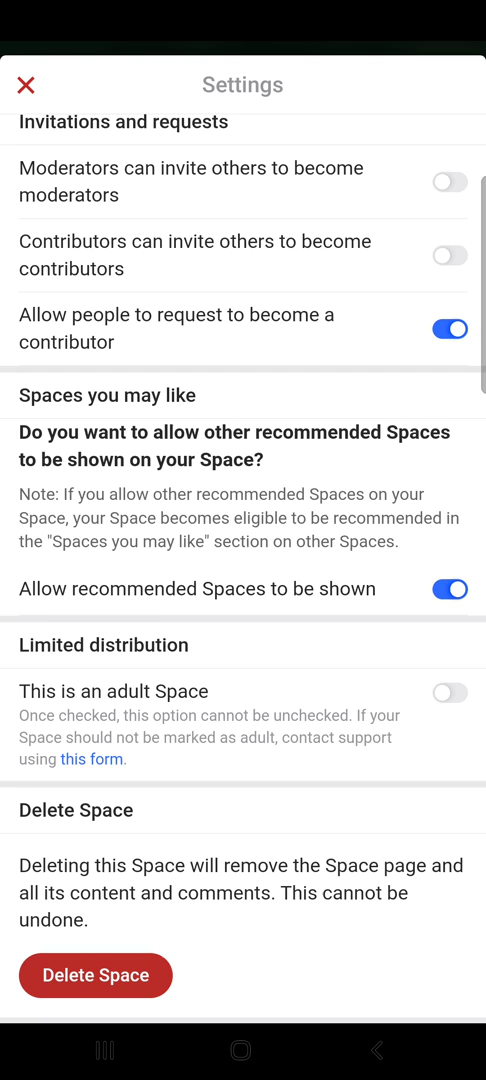 Settings
Invitations and requests
Moderators can invite others to become
moderators
Contributors can invite others to become
contributors
Allow people to request to become a
contributor
Spaces you may like
Do you want to allow other recommended Spaces
to be shown on your Space?
Note: If you allow other recommended Spaces on your
Space, your Space becomes eligible to be recommended in
the "Spaces you may like" section on other Spaces.
Allow recommended Spaces to be shown
Limited distribution
This is an adult Space
Once checked, this option cannot be unchecked. If your
Space should not be marked as adult, contact support
using this form.
Delete Space
Deleting this Space will remove the Space page and
all its content and comments. This cannot be
undone.
Delete Space